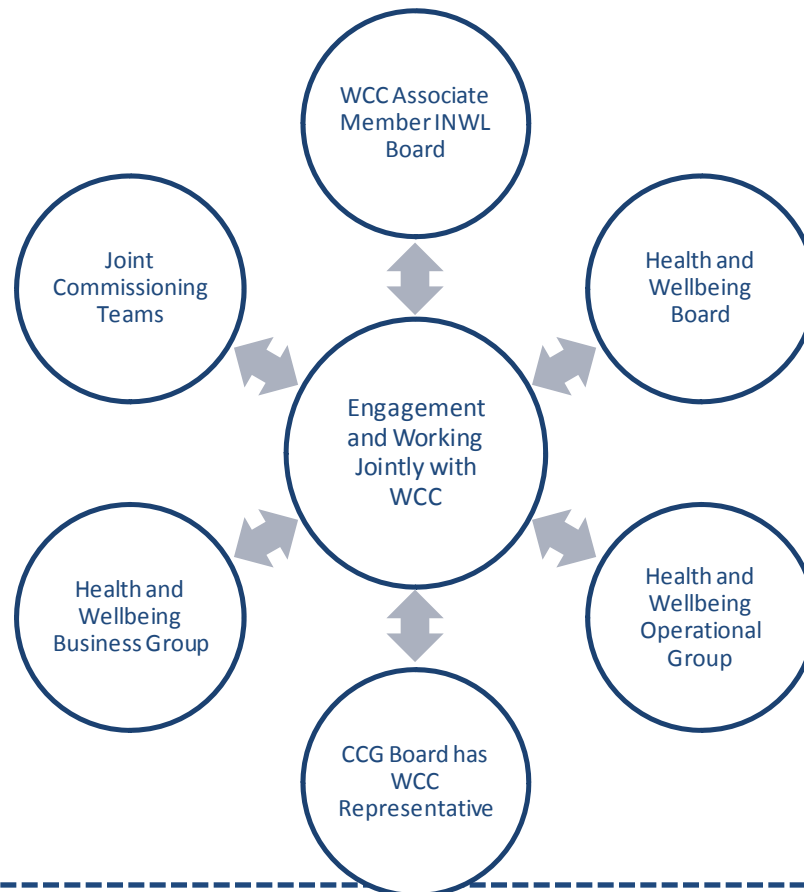 WCC Associate
Member INWL
Board
Joint
Commissioning
Teams
Health and
Wellbeing
Board
Engagement
and Working
Jointly with
WCC
Health and
Wellbeing
Business Group
Health and
Wellbeing
Operational
Group
CCG Board has
WCC
Representative